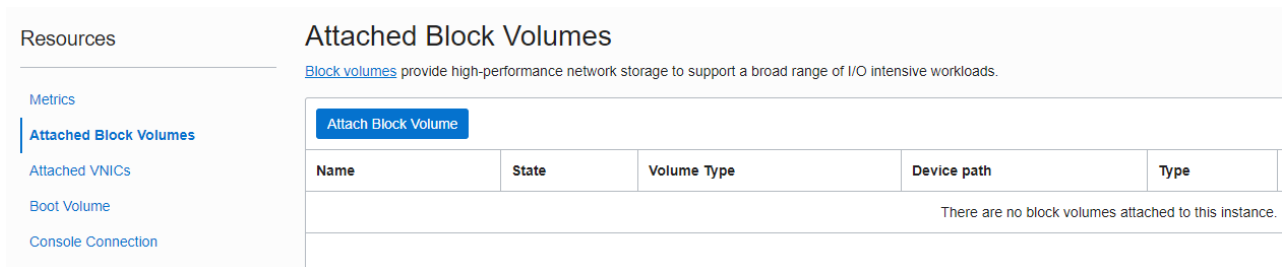 Resources
Metrics
Attached Block Volumes
Attached VNICs
Boot Volume
Console Connection
Attached Block Volumes
Block volumes provide high-performance network storage to support a broad range of I/O intensive workloads.
Attach Block Volume
Name State Volume Type Device path Type
There are no block volumes attached to this instance.